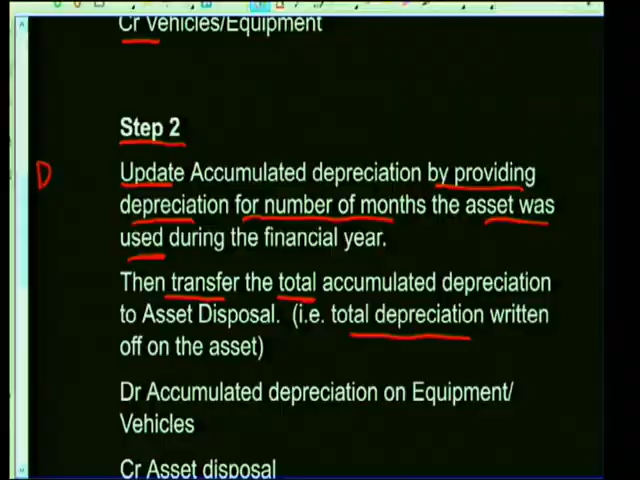 Cr Vehicles/Equipment
Step 2
D
Update Accumulated depreciation by providing
depreciation for number of months the asset was
used during the financial year.
Then transfer the total accumulated depreciation
to Asset Disposal. (i.e. total depreciation written
off on the asset)
Dr Accumulated depreciation on Equipment/
Vehicles
Cr Asset disposal